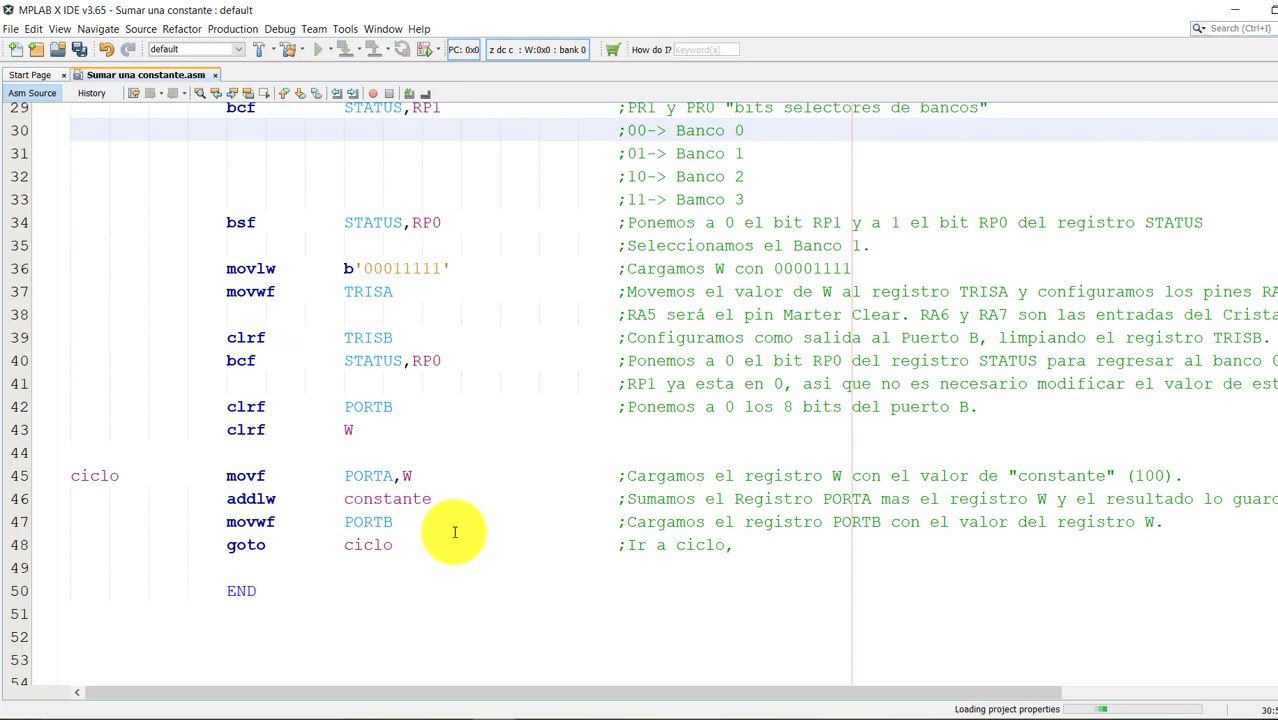 MPLAB X IDE v3.65 - Sumar una constante : default
File Edit View Navigate Source Refactor Production Debug Team Tools Window Help
Search (Ctrl+I)
default PC: 0x0 z dc c : W:0x0 : bank 0 How do I? Keyword(s)
Start Page Sumar una constante.asm
Asm Source History
29 bcf STATUS,RP1 ;PR1 y PR0 "bits selectores de bancos"
30 ;00-> Banco 0
31 ;01-> Banco 1
32 ;10-> Banco 2
33 ;11-> Bamco 3
34 bsf STATUS,RP0 ;Ponemos a 0 el bit RP1 y a 1 el bit RP0 del registro STATUS
35 ;Seleccionamos el Banco 1.
36 movlw b'00011111' ;Cargamos W con 00001111
37 movwf TRISA ;Movemos el valor de W al registro TRISA y configuramos los pines RA
38 ;RA5 será el pin Marter Clear. RA6 y RA7 son las entradas del Crista
39 clrf TRISB ;Configuramos como salida al Puerto B, limpiando el registro TRISB.
40 bcf STATUS,RP0 ;Ponemos a 0 el bit RP0 del registro STATUS para regresar al banco 0
41 ;RP1 ya esta en 0, asi que no es necesario modificar el valor de est
42 clrf PORTB ;Ponemos a 0 los 8 bits del puerto B.
43 clrf W
44
45 ciclo movf PORTA,W ;Cargamos el registro W con el valor de "constante" (100).
46 addlw constante ;Sumamos el Registro PORTA mas el registro W y el resultado lo guard
47 movwf PORTB ;Cargamos el registro PORTB con el valor del registro W.
48 goto ciclo ;Ir a ciclo,
49
50 END
51
52
53
54
Loading project properties 30:5